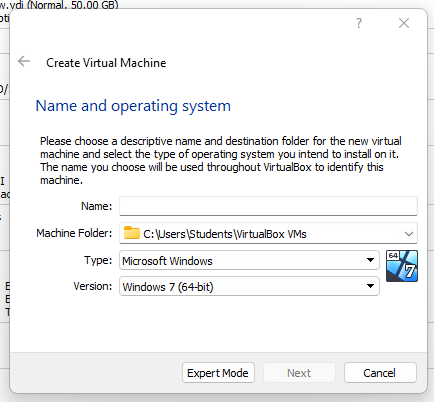 w.vdi (Normal, 50.00 GB)
?
Create Virtual Machine
Name and operating system
Please choose a descriptive name and destination folder for the new virtual
machine and select the type of operating system you intend to install on it.
The name you choose will be used throughout VirtualBox to identify this
machine.
Name:
Machine Folder: C:\Users\Students\VirtualBox VMs
Type: Microsoft Windows
64
7
Version: Windows 7 (64-bit)
Expert Mode Next Cancel